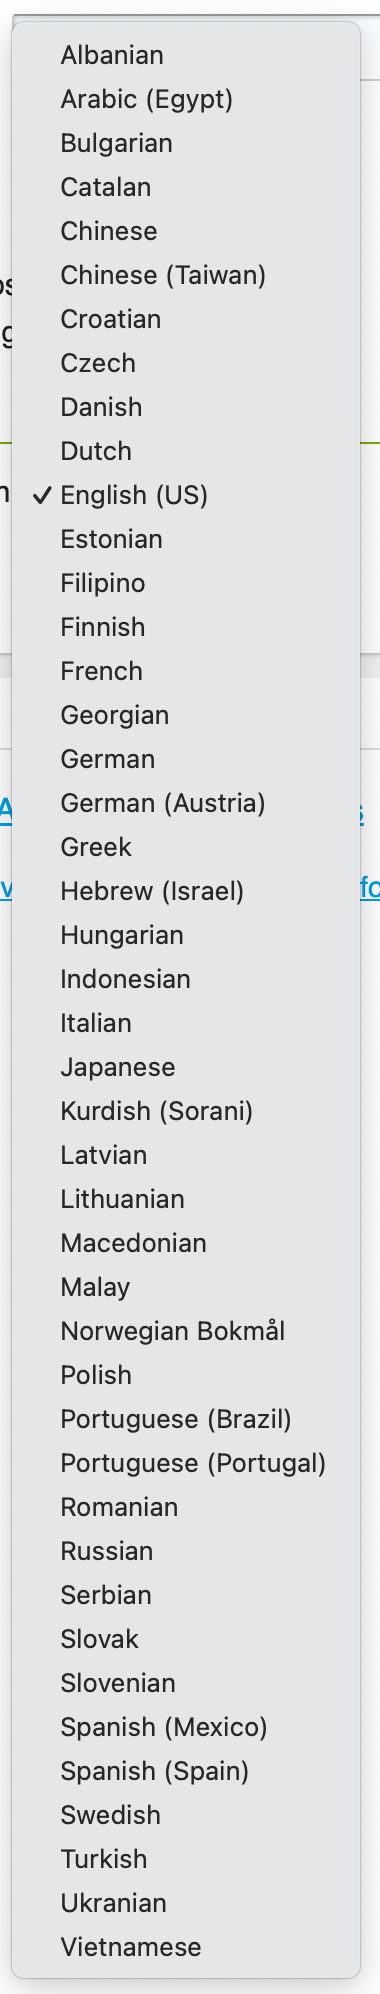 Albanian
Arabic (Egypt)
Bulgarian
Catalan
Chinese
Chinese (Taiwan)
Croatian
Czech
Danish
Dutch
✓ English (US)
Estonian
Filipino
Finnish
French
Georgian
German
German (Austria)
Greek
Hebrew (Israel)
Hungarian
Indonesian
Italian
Japanese
Kurdish (Sorani)
Latvian
Lithuanian
Macedonian
Malay
Norwegian Bokmål
Polish
Portuguese (Brazil)
Portuguese (Portugal)
Romanian
Russian
Serbian
Slovak
Slovenian
Spanish (Mexico)
Spanish (Spain)
Swedish
Turkish
Ukranian
Vietnamese